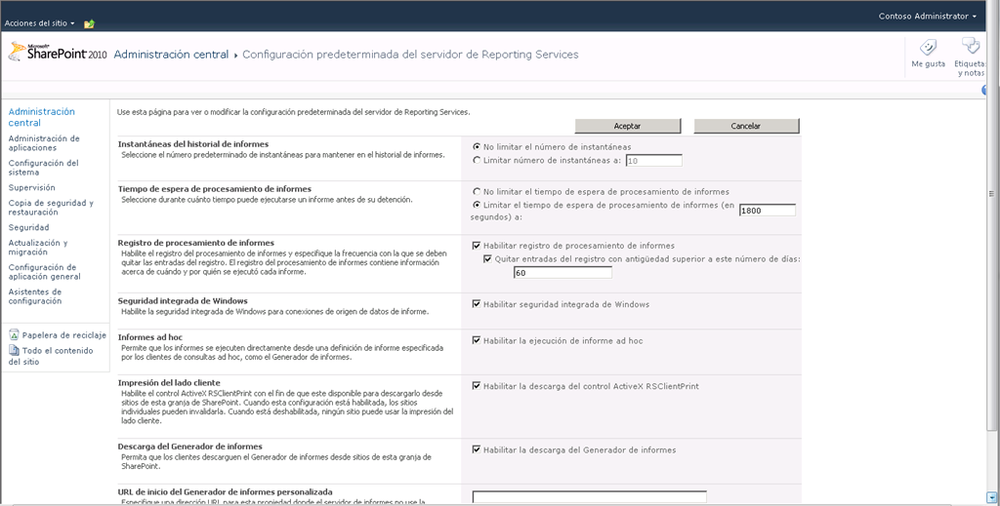 Acciones del sitio
Contoso Administrator
Microsoft
SharePoint 2010
Administración central
Configuración predeterminada del servidor de Reporting Services
Me gusta
Etiquetas
y notas
Administración
central
Administración de
aplicaciones
Configuración del
sistema
Supervisión
Copia de seguridad y
restauración
Seguridad
Actualización y
migración
Configuración de
aplicación general
Asistentes de
configuración
Papelera de reciclaje
Todo el contenido
del sitio
Use esta página para ver o modificar la configuración predeterminada del servidor de Reporting Services.
Aceptar
Cancelar
Instantáneas del historial de informes
Seleccione el número predeterminado de instantáneas para mantener en el historial de informes.
No limitar el número de instantáneas
Limitar número de instantáneas a: 10
Tiempo de espera de procesamiento de informes
Seleccione durante cuánto tiempo puede ejecutarse un informe antes de su detención.
No limitar el tiempo de espera de procesamiento de informes
Limitar el tiempo de espera de procesamiento de informes (en
segundos) a:
1800
Registro de procesamiento de informes
Habilite el registro del procesamiento de informes y especifique la frecuencia con la que se deben
quitar las entradas del registro. El registro del procesamiento de informes contiene información
acerca de cuándo y por quién se ejecutó cada informe.
Habilitar registro de procesamiento de informes
Quitar entradas del registro con antigüedad superior a este número de días:
60
Seguridad integrada de Windows
Habilite la seguridad integrada de Windows para conexiones de origen de datos de informe.
Habilitar seguridad integrada de Windows
Informes ad hoc
Permite que los informes se ejecuten directamente desde una definición de informe especificada
por los clientes de consultas ad hoc, como el Generador de informes.
Habilitar la ejecución de informe ad hoc
Impresión del lado cliente
Habilite el control ActiveX RSClientPrint con el fin de que este disponible para descargarlo desde
sitios de esta granja de SharePoint. Cuando esta configuración está habilitada, los sitios
individuales pueden invalidarla. Cuando está deshabilitada, ningún sitio puede usar la impresión del
lado cliente.
Habilitar la descarga del control ActiveX RSClientPrint
Descarga del Generador de informes
Permita que los clientes descarguen el Generador de informes desde sitios de esta granja de
SharePoint.
Habilitar la descarga del Generador de informes
URL de inicio del Generador de informes personalizada
Especifique una dirección URL para esta propiedad donde el servidor de informes no use la